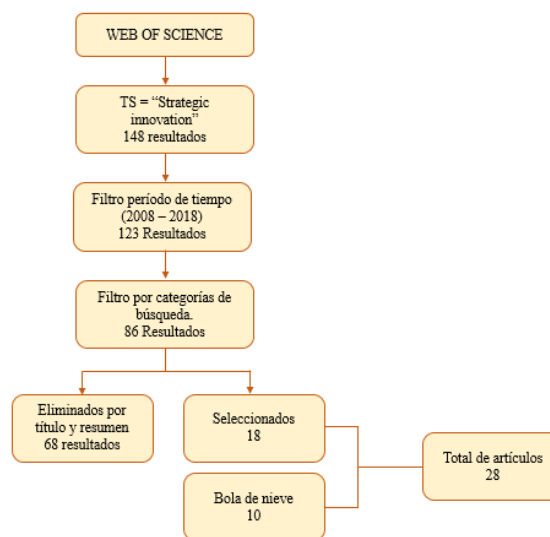 WEB OF SCIENCE
TS = “Strategic
innovation”
148 resultados
Filtro período de tiempo
(2008 – 2018)
123 Resultados
Filtro por categorías de
búsqueda.
86 Resultados
Eliminados por
título y resumen
68 resultados
Seleccionados
18
Bola de nieve
10
Total de artículos
28